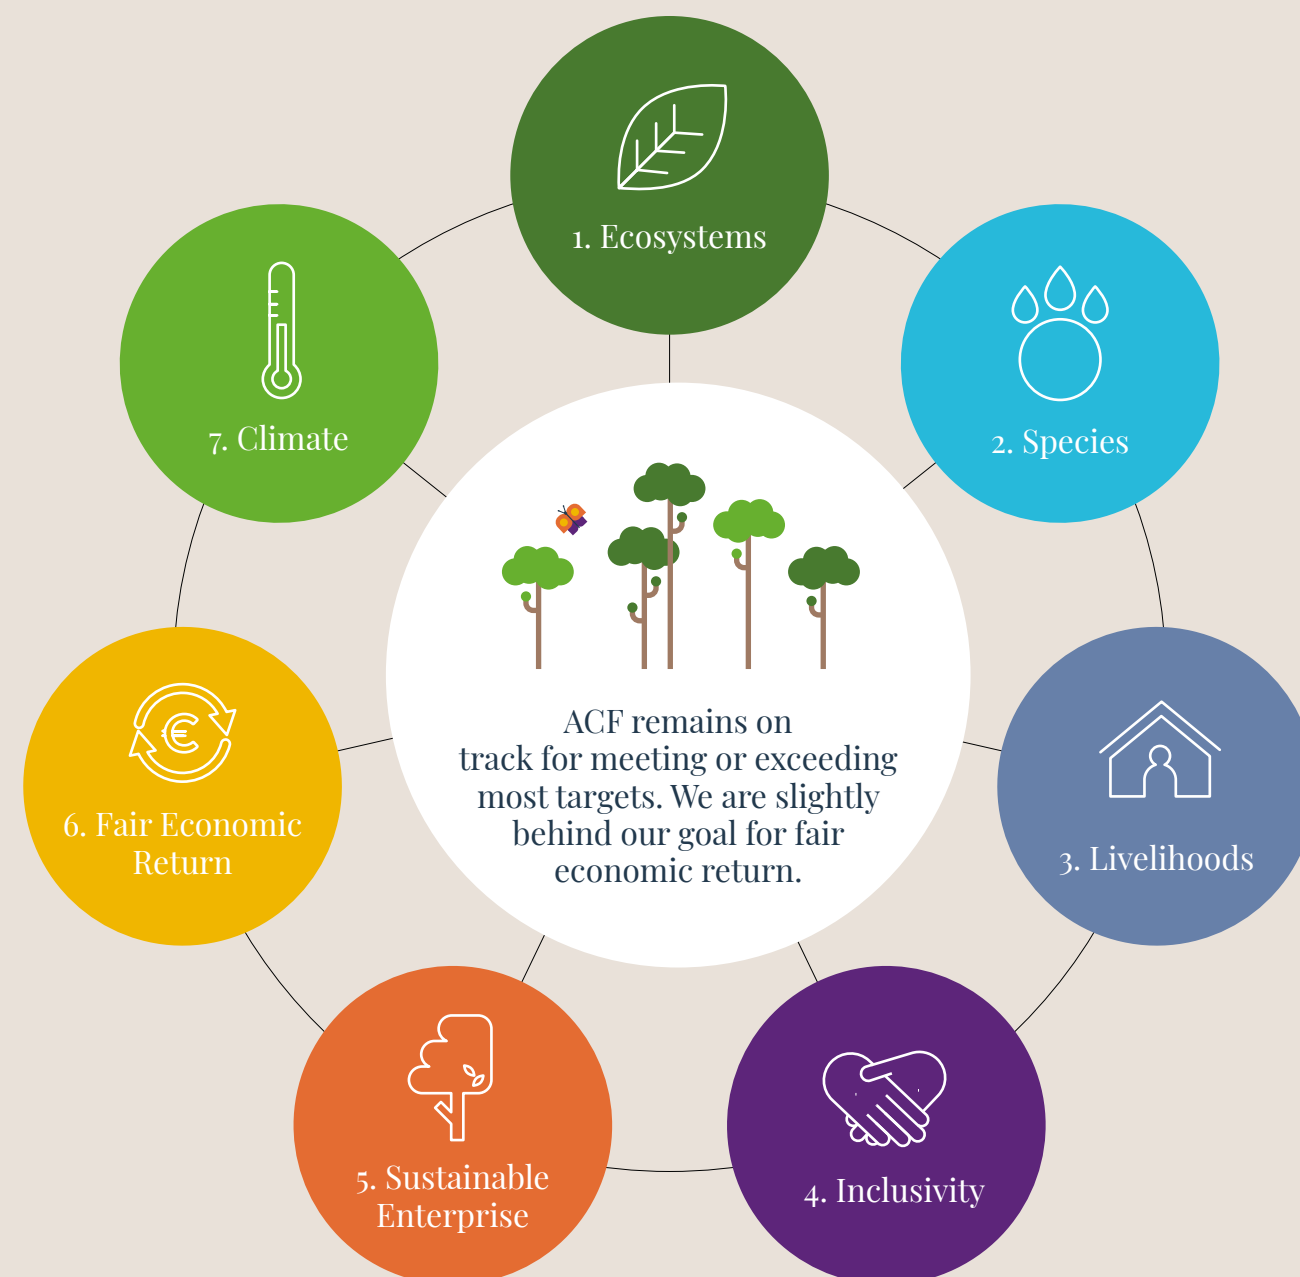 1. Ecosystems
2. Species
3. Livelihoods
4. Inclusivity
5. Sustainable
Enterprise
6. Fair Economic
Return
7. Climate
ACF remains on
track for meeting or exceeding
most targets. We are slightly
behind our goal for fair
economic return.